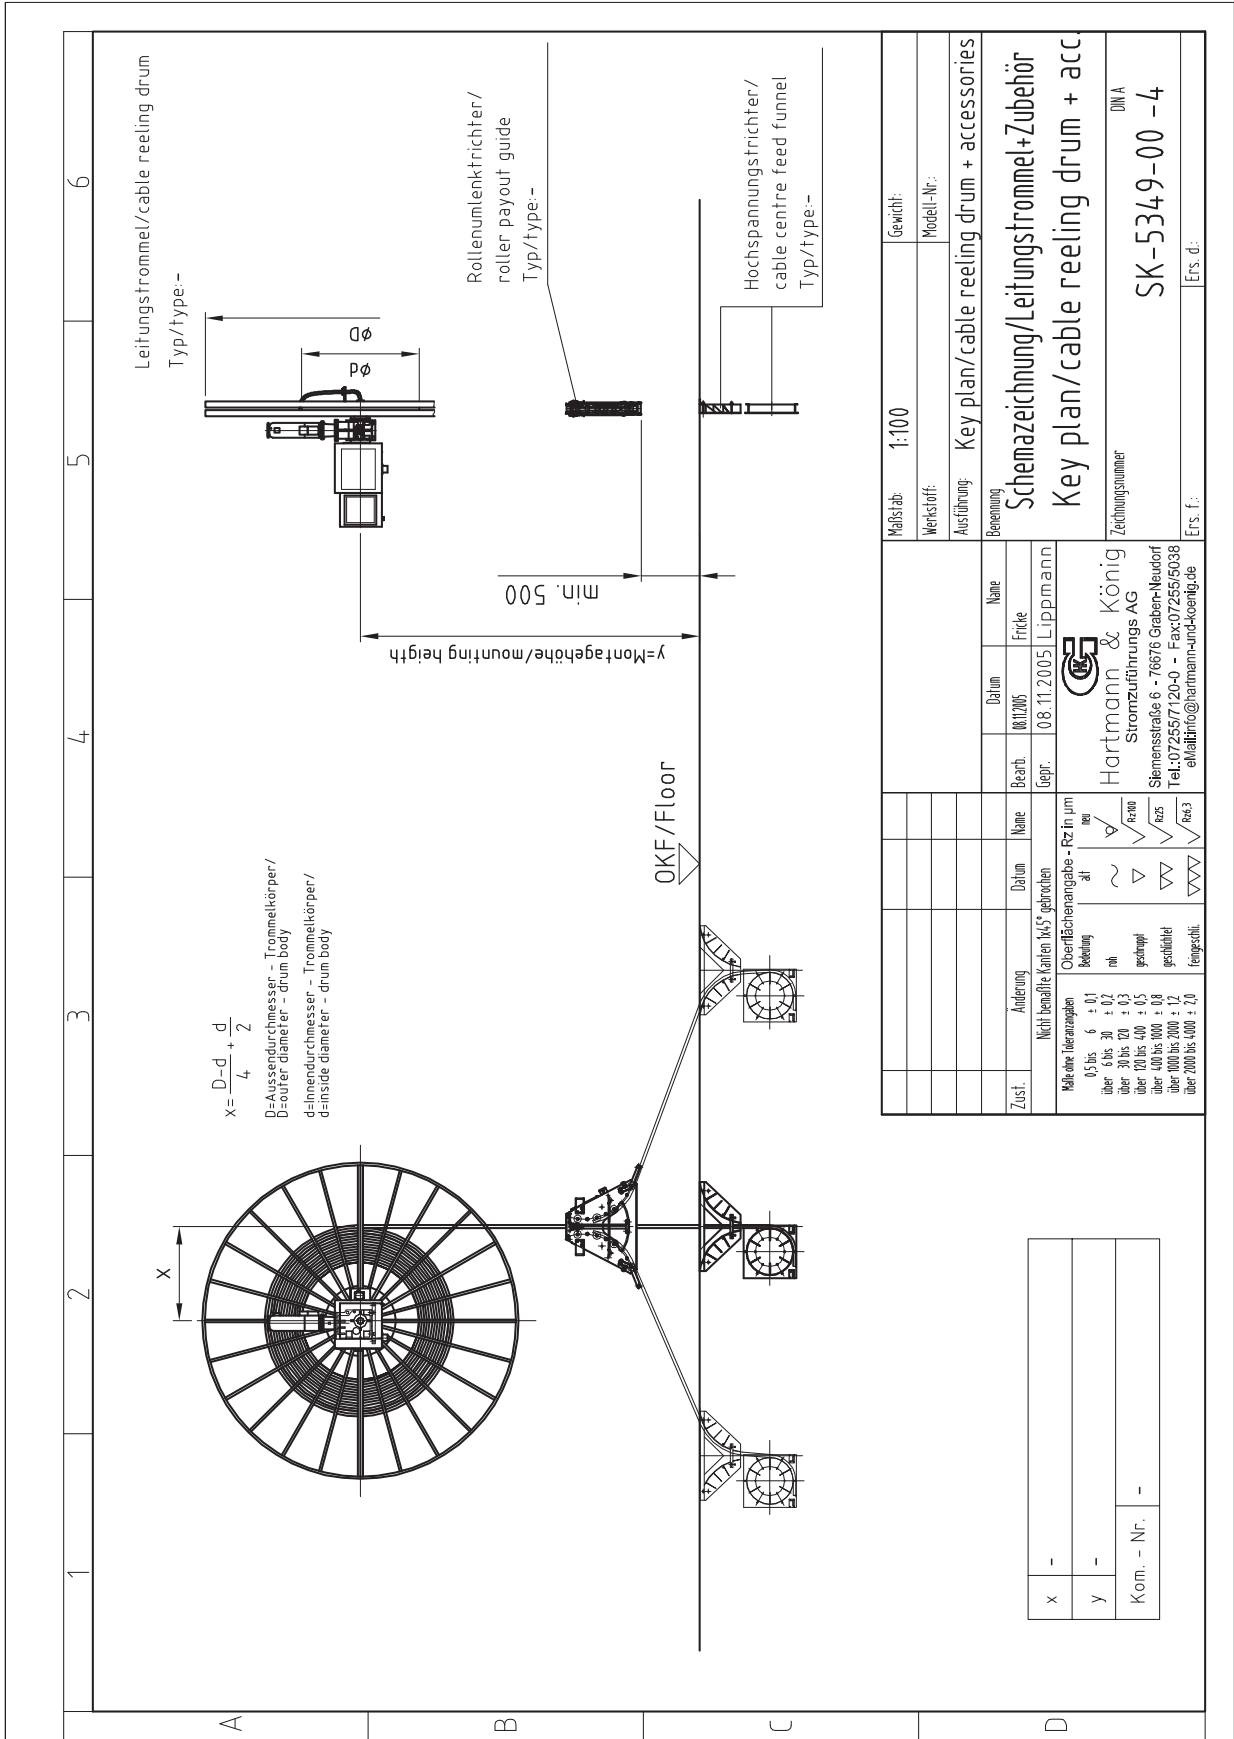 1
2
3
4
5
6
A
B
C
D
Leitungstrommel/cable reeling drum
Typ/type:-
ØD
Ød
Rollenumlenktrichter/
roller payout guide
Typ/type:-
Hochspannungstrichter/
cable centre feed funnel
Typ/type:-
min. 500
y=Montagehöhe/mounting heigth
OKF/Floor
x
x= D-d + d
4 2
D=Aussendurchmesser - Trommelkörper/
D=outer diameter - drum body
d=Innendurchmesser - Trommelkörper/
d=inside diameter - drum body
x -
y -
Kom. - Nr. -
Maßstab: 1:100
Gewicht:
Werkstoff:
Modell-Nr.:
Ausführung: Key plan/cable reeling drum + accessories
Benennung
Schemazeichnung/Leitungstrommel+Zubehör
Key plan/cable reeling drum + acc.
Zeichnungsnummer
DIN A
SK-5349-00 -4
Ers. f.:
Ers. d.:
Datum Name
Bearb. 08.11.2005 Fricke
Gepr. 08.11.2005 Lippmann
HK
Hartmann & König
Stromzuführungs AG
Siemensstraße 6 - 76676 Graben-Neudorf
Tel.:07255/7120-0 - Fax:07255/5038
eMail:info@hartmann-und-koenig.de
Zust. Änderung Datum Name
Nicht bemaßte Kanten 1x45° gebrochen
Maße ohne Toleranzangaben
0,5 bis 6 ± 0,1
über 6 bis 30 ± 0,2
über 30 bis 120 ± 0,3
über 120 bis 400 ± 0,5
über 400 bis 1000 ± 0,8
über 1000 bis 2000 ± 1,2
über 2000 bis 4000 ± 2,0
Oberflächenangabe - Rz in µm
Bedeutung alt neu
roh
geschruppt Rz100
geschlichtet Rz25
feingeschli. Rz6,3